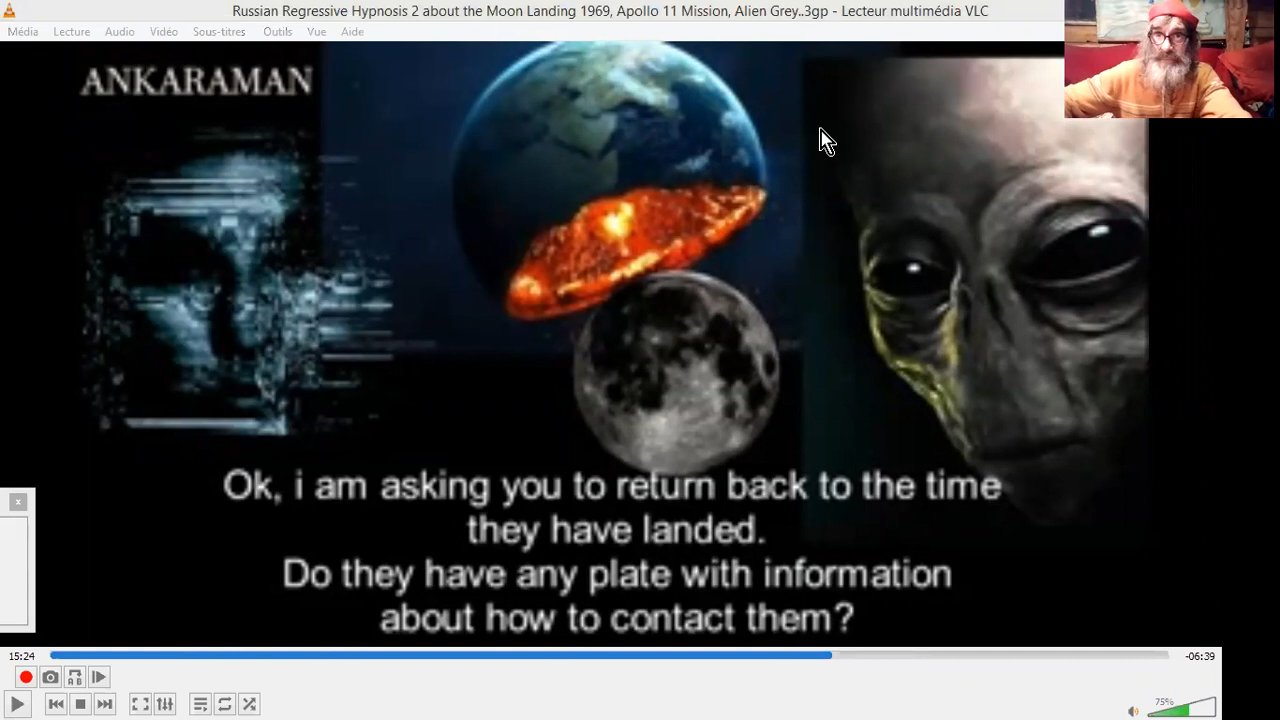 Russian Regressive Hypnosis 2 about the Moon Landing 1969, Apollo 11 Mission, Alien Grey..3gp - Lecteur multimédia VLC
Média Lecture Audio Vidéo Sous-titres Outils Vue Aide
ANKARAMAN
Ok, i am asking you to return back to the time
they have landed.
Do they have any plate with information
about how to contact them?
15:24 -06:39
75%